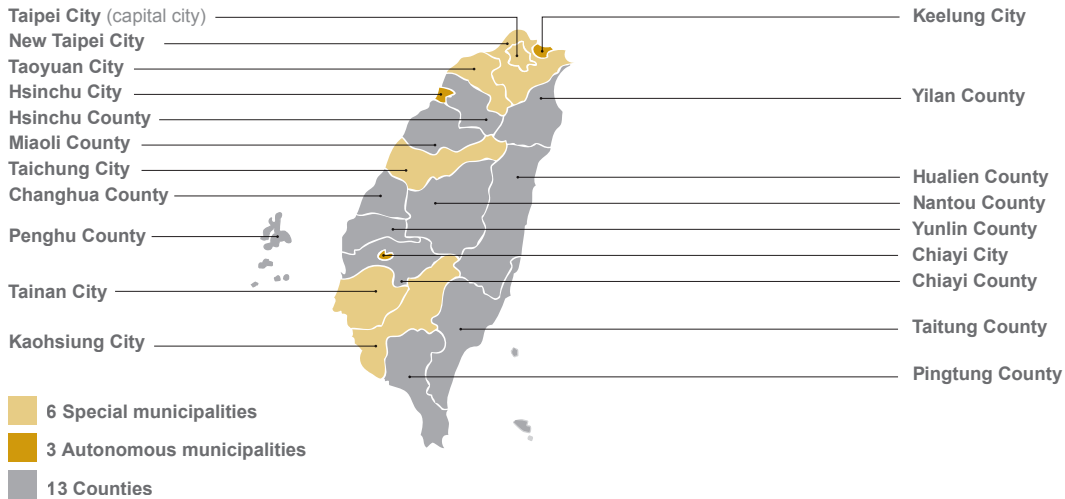 Taipei City (capital city)
New Taipei City
Taoyuan City
Hsinchu City
Hsinchu County
Miaoli County
Taichung City
Changhua County
Penghu County
Tainan City
Kaohsiung City
Keelung City
Yilan County
Hualien County
Nantou County
Yunlin County
Chiayi City
Chiayi County
Taitung County
Pingtung County
6 Special municipalities
3 Autonomous municipalities
13 Counties